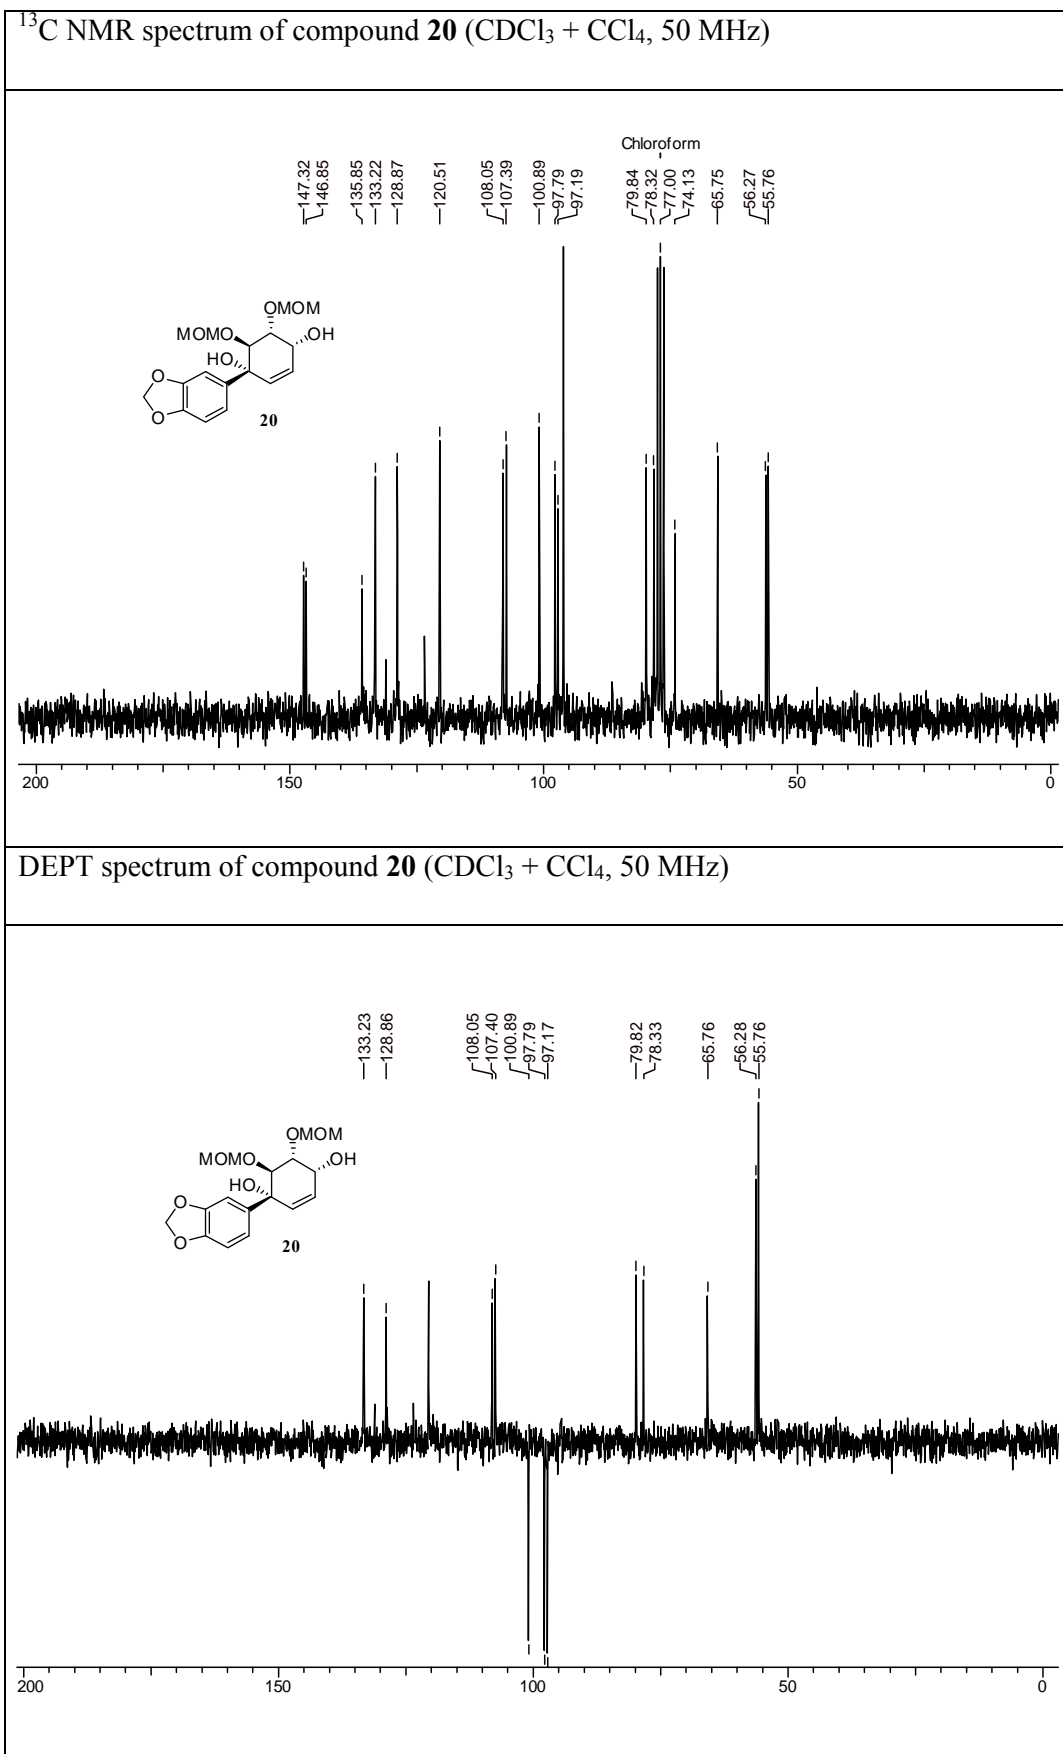 ¹³C NMR spectrum of compound 20 (CDCl₃ + CCl₄, 50 MHz)
Chloroform
147.32
146.85
135.85
133.22
128.87
120.51
108.05
107.39
100.89
97.79
97.19
79.84
78.32
77.00
74.13
65.75
56.27
55.76
OMOM
MOMO
OH
HO
O
O
20
200 150 100 50 0
DEPT spectrum of compound 20 (CDCl₃ + CCl₄, 50 MHz)
133.23
128.86
108.05
107.40
100.89
97.79
97.17
79.82
78.33
65.76
56.28
55.76
OMOM
MOMO
OH
HO
O
O
20
200 150 100 50 0